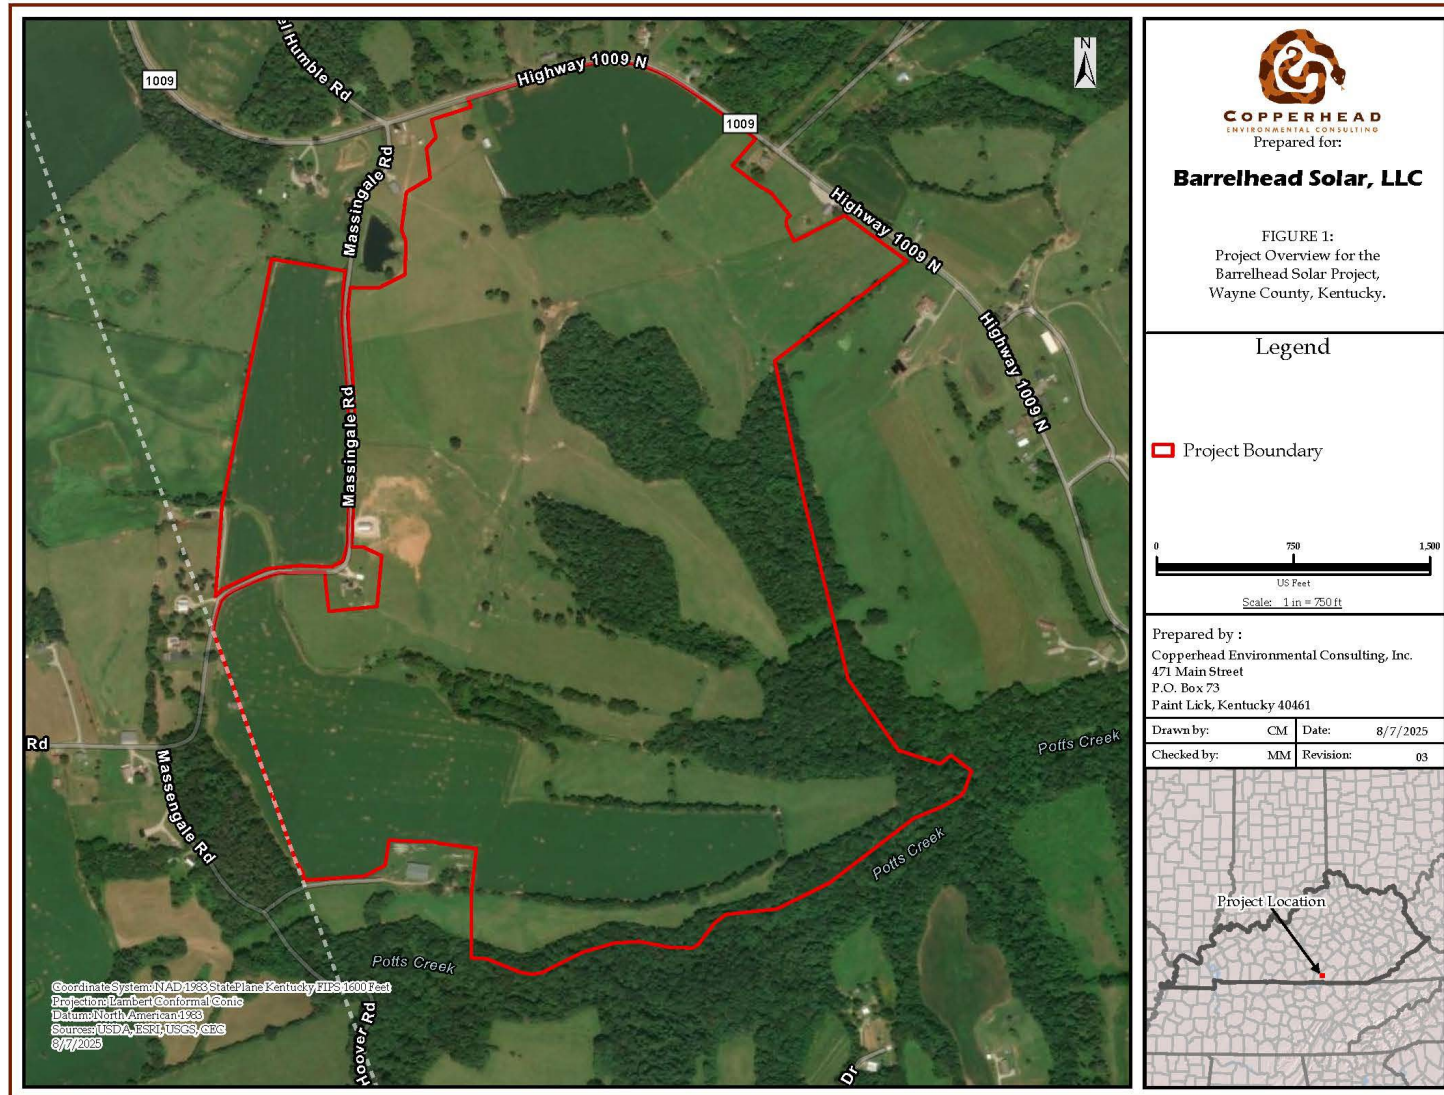 el Humble Rd
Highway 1009 N
N
1009
1009
Massingale Rd
Highway 1009 N
Highway 1009 N
Massingale Rd
Rd
Massengale Rd
Potts Creek
Potts Creek
Potts Creek
Hoover Rd
Dr
Coordinate System: NAD 1983 StatePlane Kentucky FIPS 1600 Feet
Projection: Lambert Conformal Conic
Datum: North American 1983
Sources: USDA, ESRI, USGS, CEC
8/7/2025
COPPERHEAD
ENVIRONMENTAL CONSULTING
Prepared for:
Barrelhead Solar, LLC
FIGURE 1:
Project Overview for the
Barrelhead Solar Project,
Wayne County, Kentucky.
Legend
Project Boundary
0 750 1,500
US Feet
Scale: 1 in = 750 ft
Prepared by :
Copperhead Environmental Consulting, Inc.
471 Main Street
P.O. Box 73
Paint Lick, Kentucky 40461
Drawn by: CM Date: 8/7/2025
Checked by: MM Revision: 03
Project Location